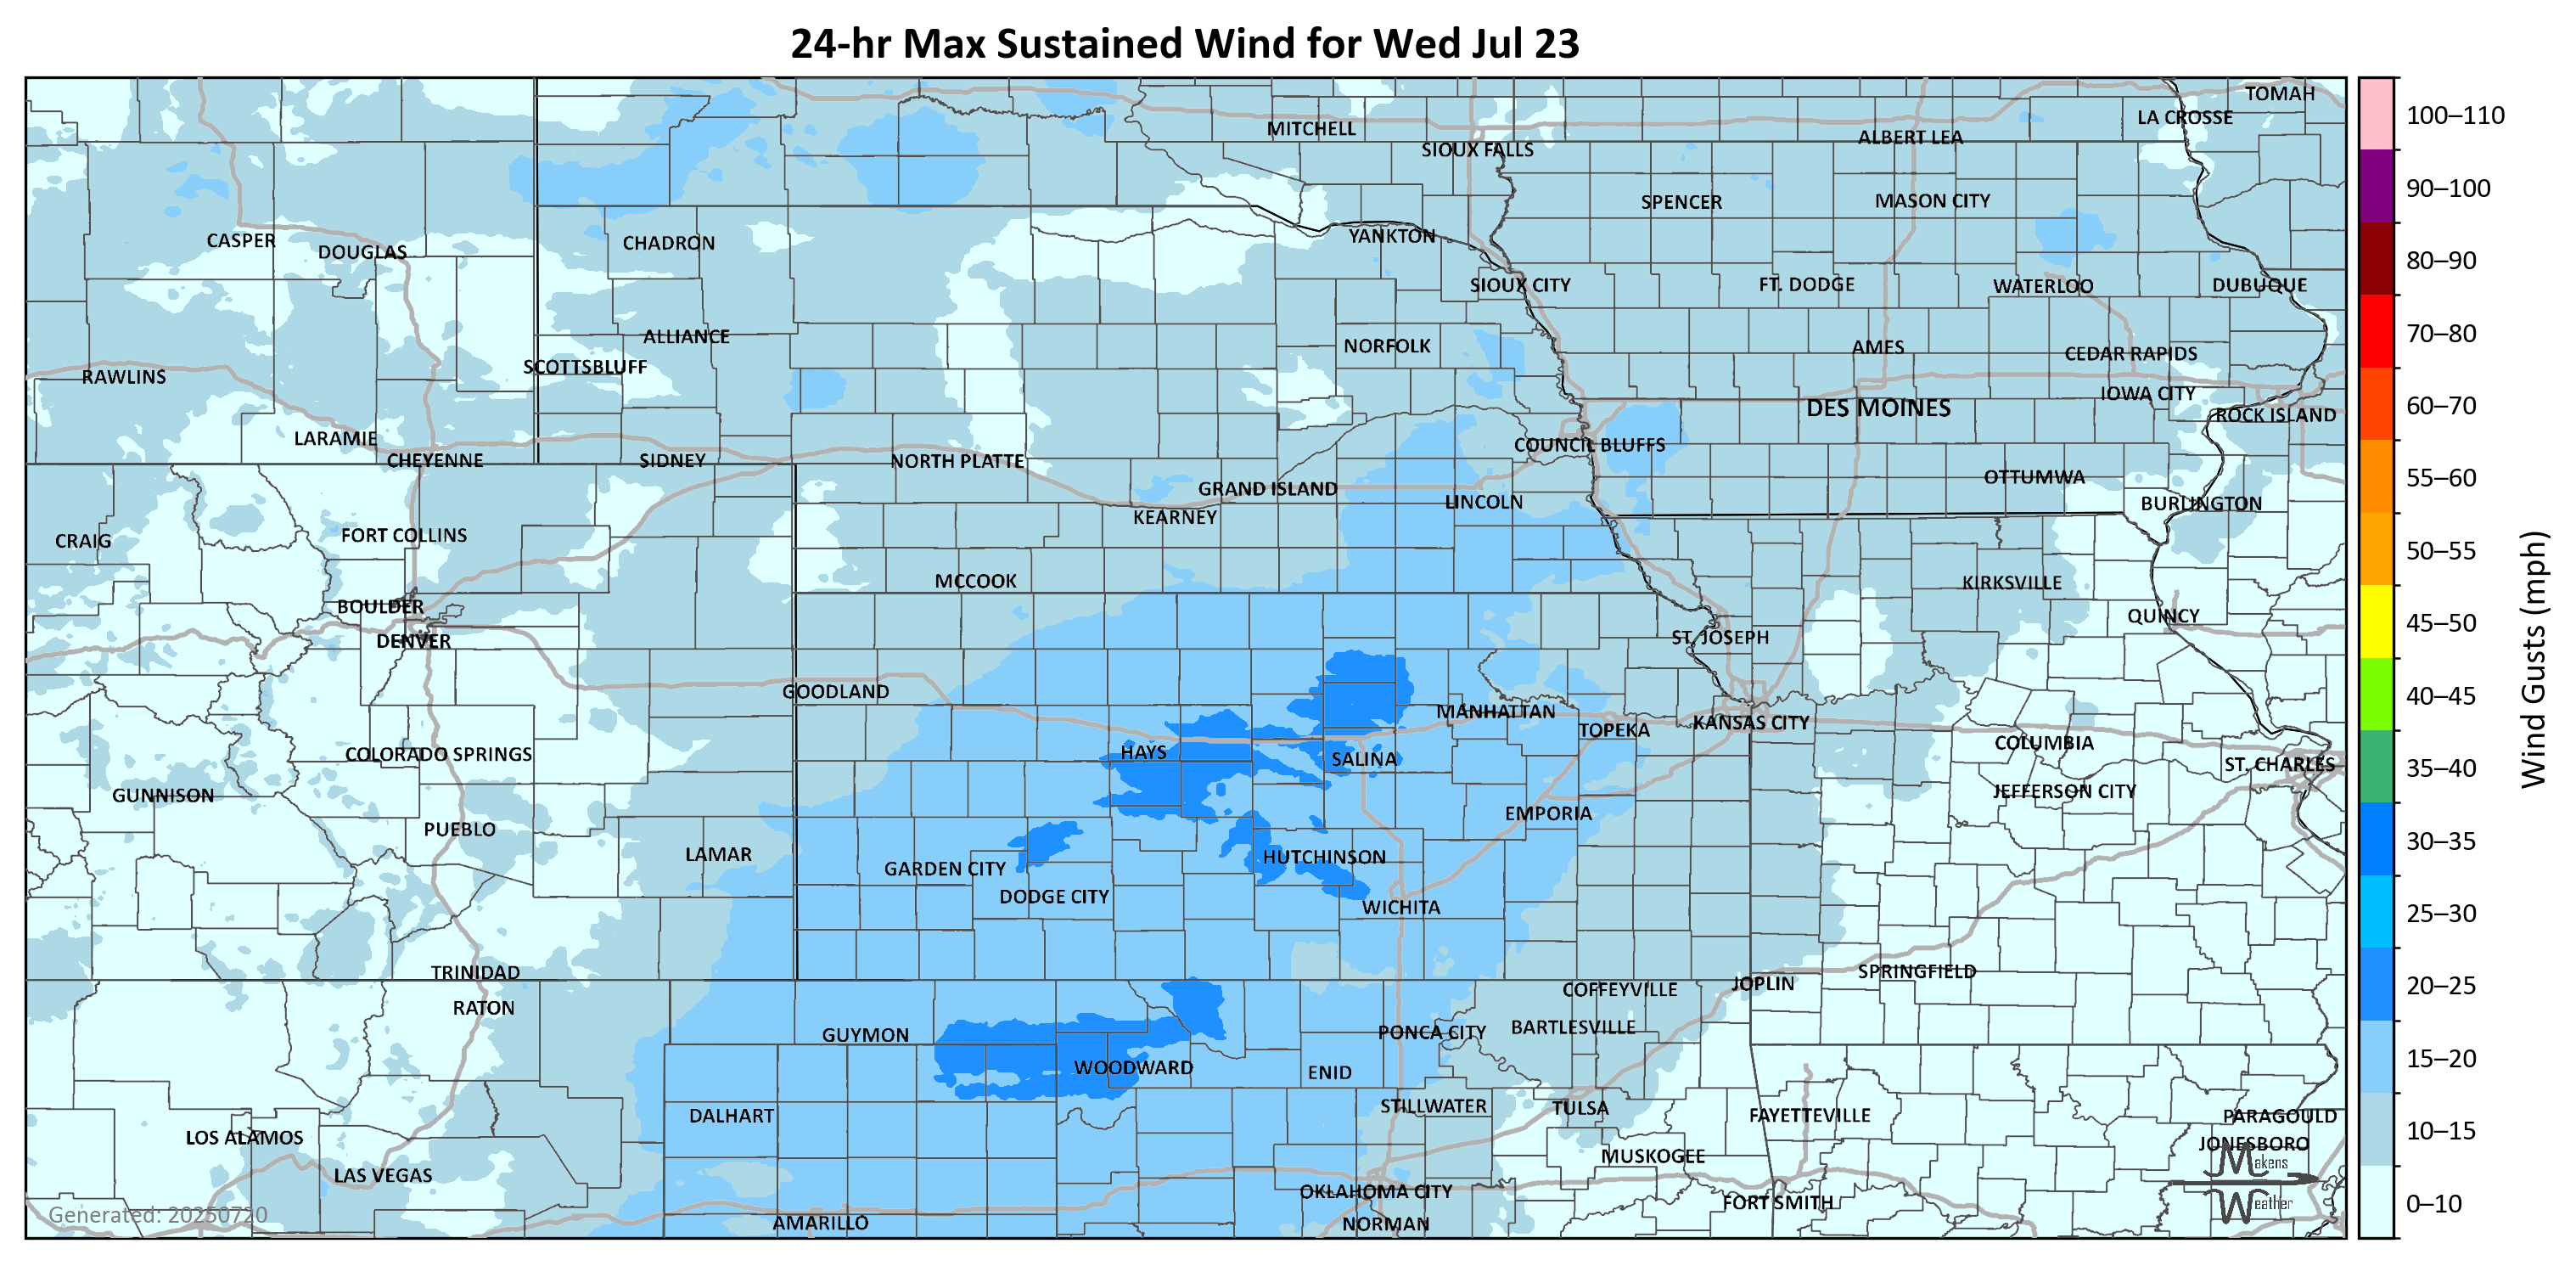 24-hr Max Sustained Wind for Wed Jul 23
TOMAH
LA CROSSE
MITCHELL
ALBERT LEA
SIOUX FALLS
SPENCER
MASON CITY
CASPER
DOUGLAS
CHADRON
YANKTON
SIOUX CITY
FT. DODGE
WATERLOO
DUBUQUE
ALLIANCE
NORFOLK
AMES
CEDAR RAPIDS
SCOTTSBLUFF
RAWLINS
IOWA CITY
DES MOINES
ROCK ISLAND
LARAMIE
COUNCIL BLUFFS
CHEYENNE
SIDNEY
NORTH PLATTE
OTTUMWA
GRAND ISLAND
LINCOLN
BURLINGTON
KEARNEY
FORT COLLINS
CRAIG
MCCOOK
KIRKSVILLE
BOULDER
QUINCY
DENVER
ST. JOSEPH
GOODLAND
MANHATTAN
KANSAS CITY
TOPEKA
COLUMBIA
HAYS
COLORADO SPRINGS
SALINA
ST. CHARLES
JEFFERSON CITY
GUNNISON
EMPORIA
PUEBLO
LAMAR
HUTCHINSON
GARDEN CITY
DODGE CITY
WICHITA
TRINIDAD
SPRINGFIELD
JOPLIN
COFFEYVILLE
RATON
BARTLESVILLE
PONCA CITY
GUYMON
WOODWARD
ENID
STILLWATER
TULSA
DALHART
FAYETTEVILLE
PARAGOULD
LOS ALAMOS
JONESBORO
MUSKOGEE
LAS VEGAS
OKLAHOMA CITY
FORT SMITH
AMARILLO
NORMAN
Generated: 20250720
Makens
Weather
100–110
90–100
80–90
70–80
60–70
55–60
50–55
45–50
40–45
35–40
30–35
25–30
20–25
15–20
10–15
0–10
Wind Gusts (mph)